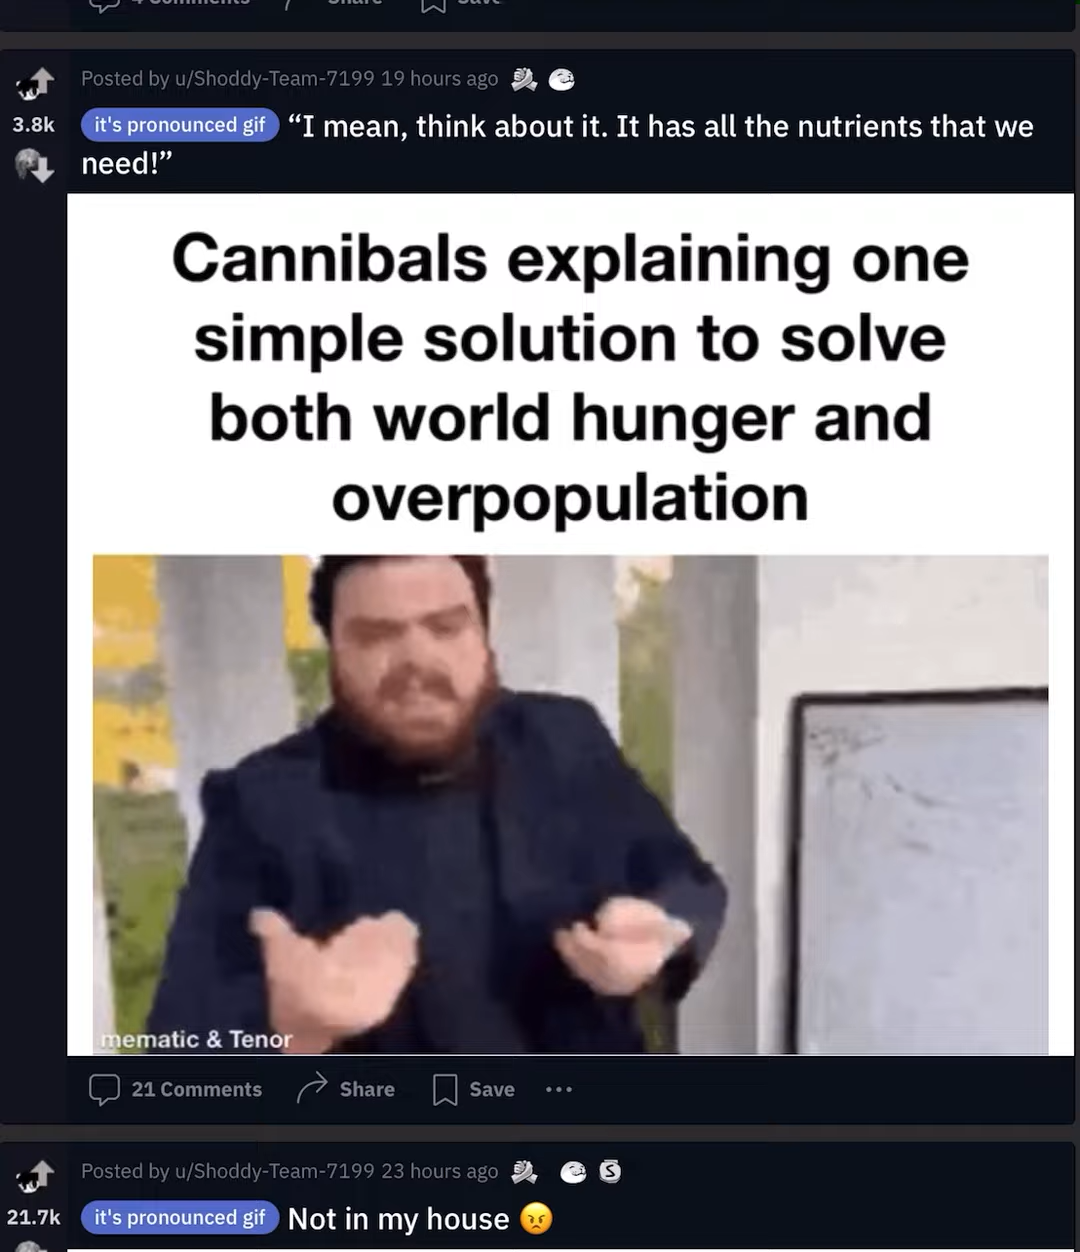 Posted by u/Shoddy-Team-7199 19 hours ago
3.8k
it's pronounced gif “I mean, think about it. It has all the nutrients that we
need!”
Cannibals explaining one
simple solution to solve
both world hunger and
overpopulation
mematic & Tenor
21 Comments Share Save
Posted by u/Shoddy-Team-7199 23 hours ago
21.7k
it's pronounced gif Not in my house 😠